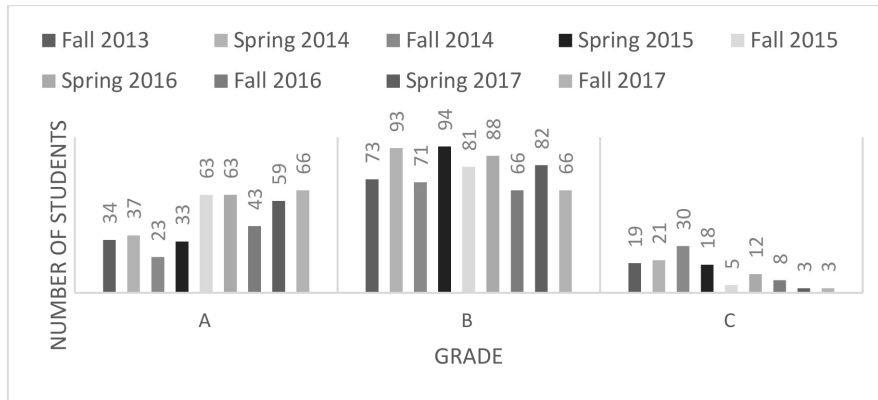 Fall 2013 Spring 2014 Fall 2014 Spring 2015 Fall 2015
Spring 2016 Fall 2016 Spring 2017 Fall 2017
NUMBER OF STUDENTS
34 37 23 33 63 63 43 59 66
73 93 71 94 81 88 66 82 66
19 21 30 18 5 12 8 3 3
A B C
GRADE